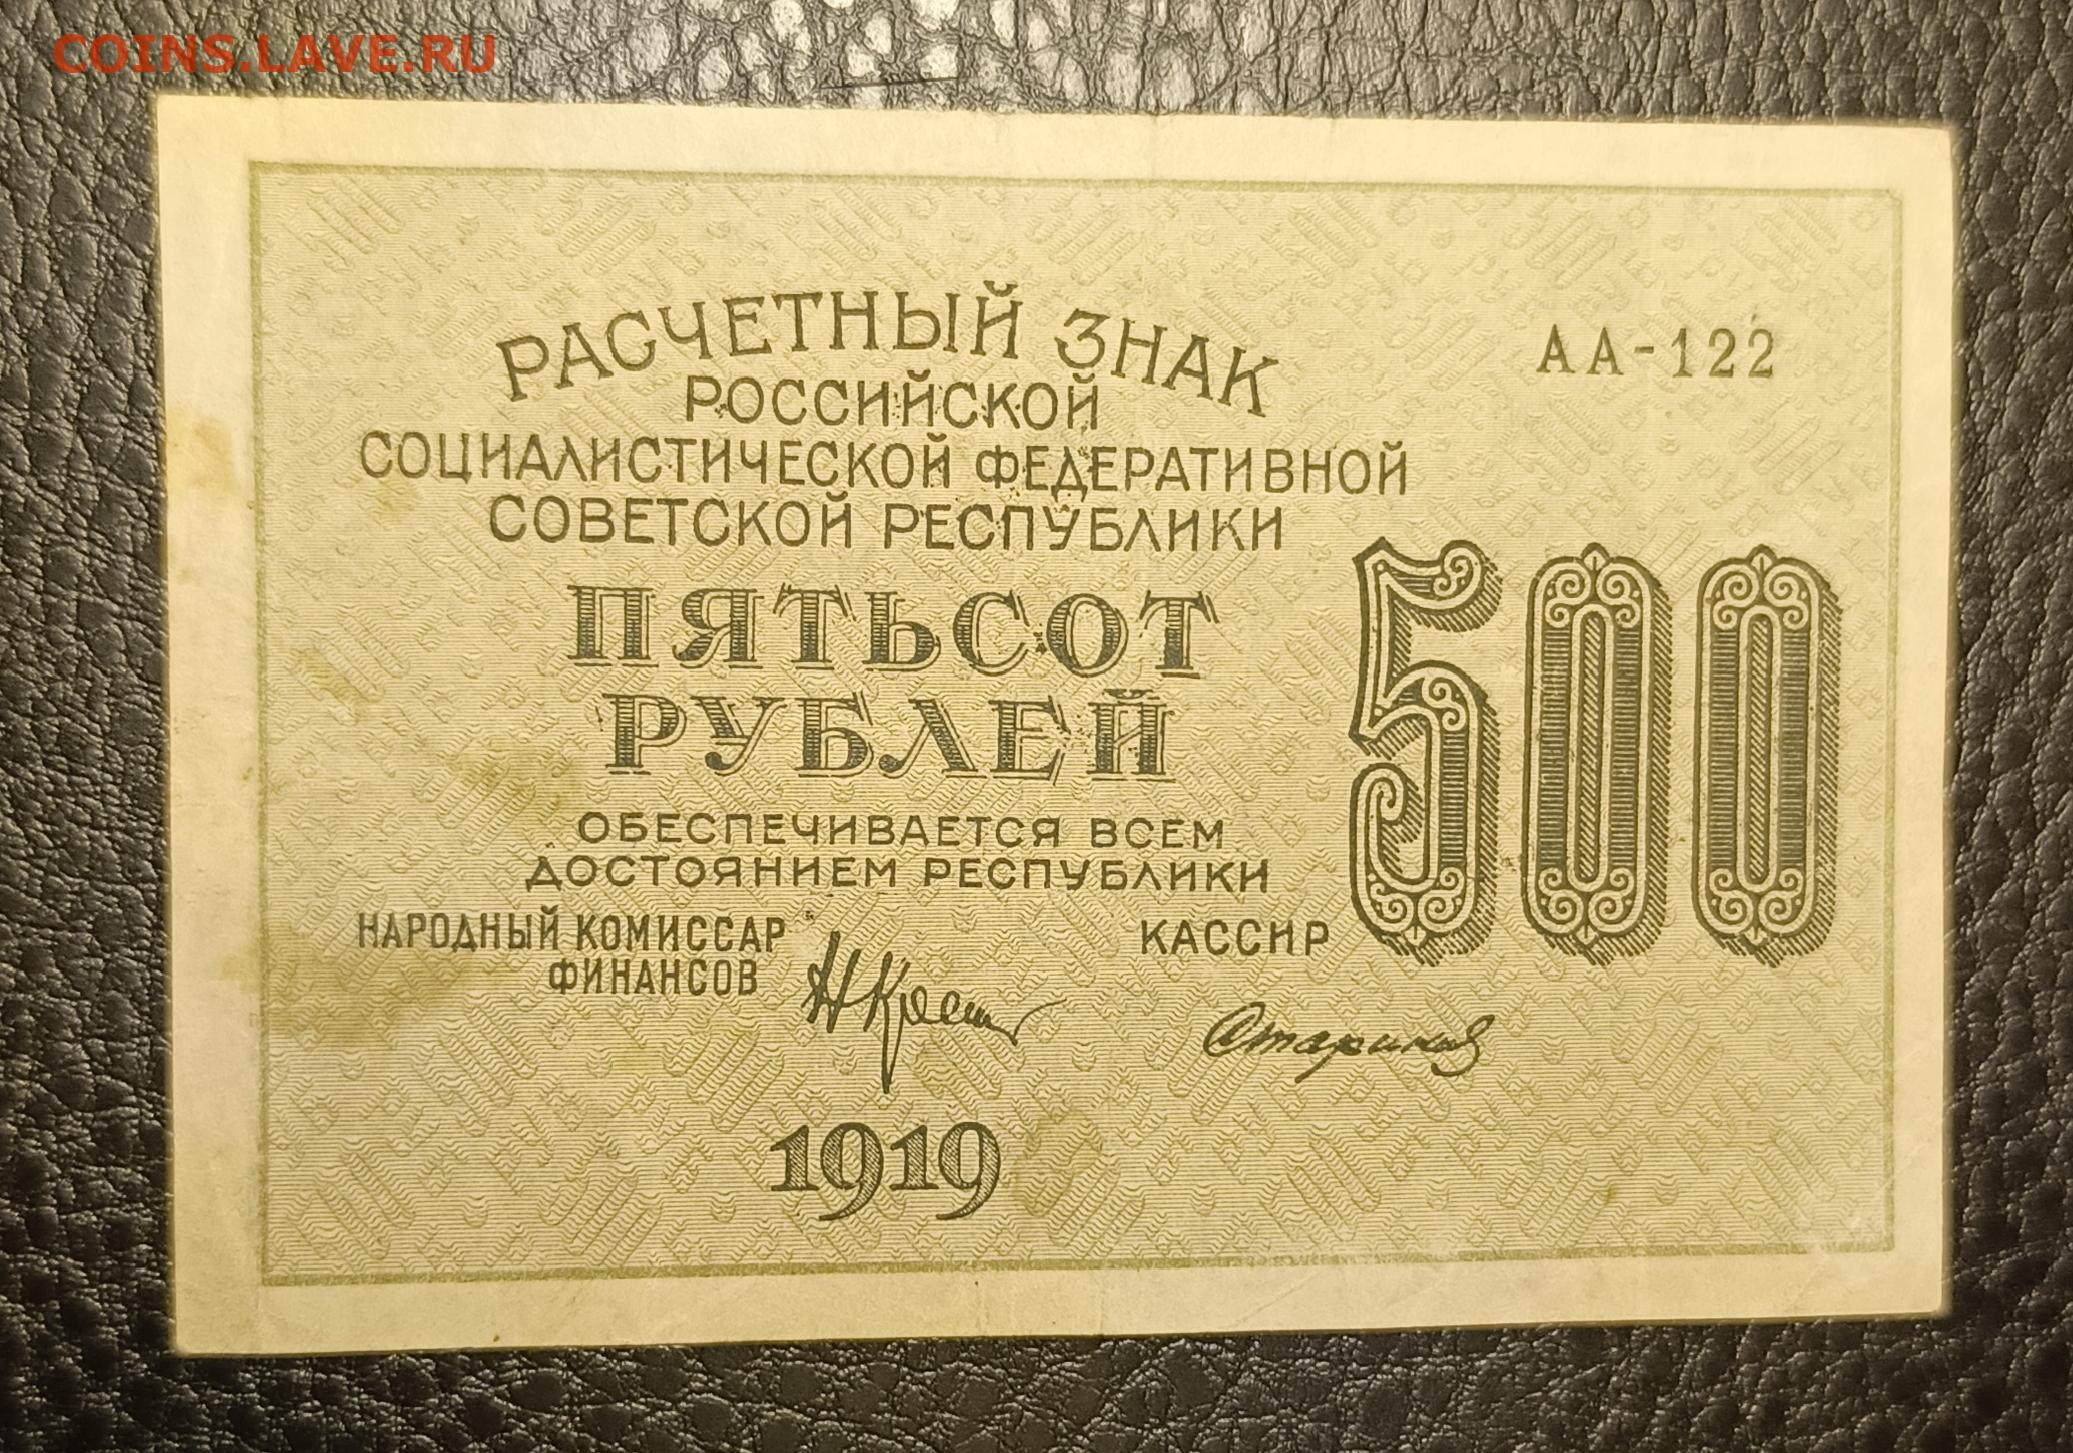 COINS.LAVE.RU
РАСЧЕТНЫЙ ЗНАК
АА-122
РОССИЙСКОЙ
СОЦИАЛИСТИЧЕСКОЙ ФЕДЕРАТИВНОЙ
СОВЕТСКОЙ РЕСПУБЛИКИ
ПЯТЬСОТ
РУБЛЕЙ
500
ОБЕСПЕЧИВАЕТСЯ ВСЕМ
ДОСТОЯНИЕМ РЕСПУБЛИКИ
НАРОДНЫЙ КОМИССАР
ФИНАНСОВ
КАССИР
1919